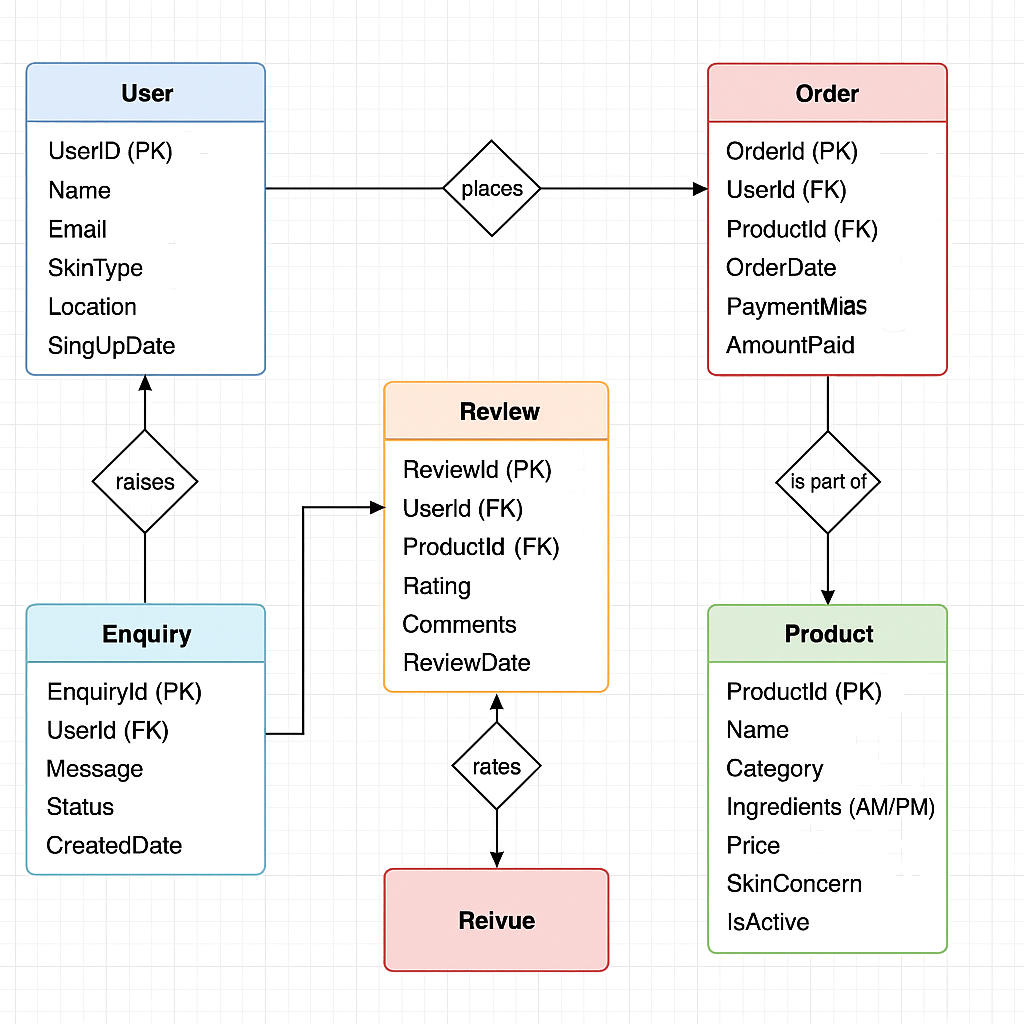 User
UserID (PK)
Name
Email
SkinType
Location
SingUpDate
places
Order
OrderId (PK)
UserId (FK)
ProductId (FK)
OrderDate
PaymentMias
AmountPaid
raises
Revlew
ReviewId (PK)
UserId (FK)
ProductId (FK)
Rating
Comments
ReviewDate
is part of
Enquiry
EnquiryId (PK)
UserId (FK)
Message
Status
CreatedDate
rates
Reivue
Product
ProductId (PK)
Name
Category
Ingredients (AM/PM)
Price
SkinConcern
IsActive